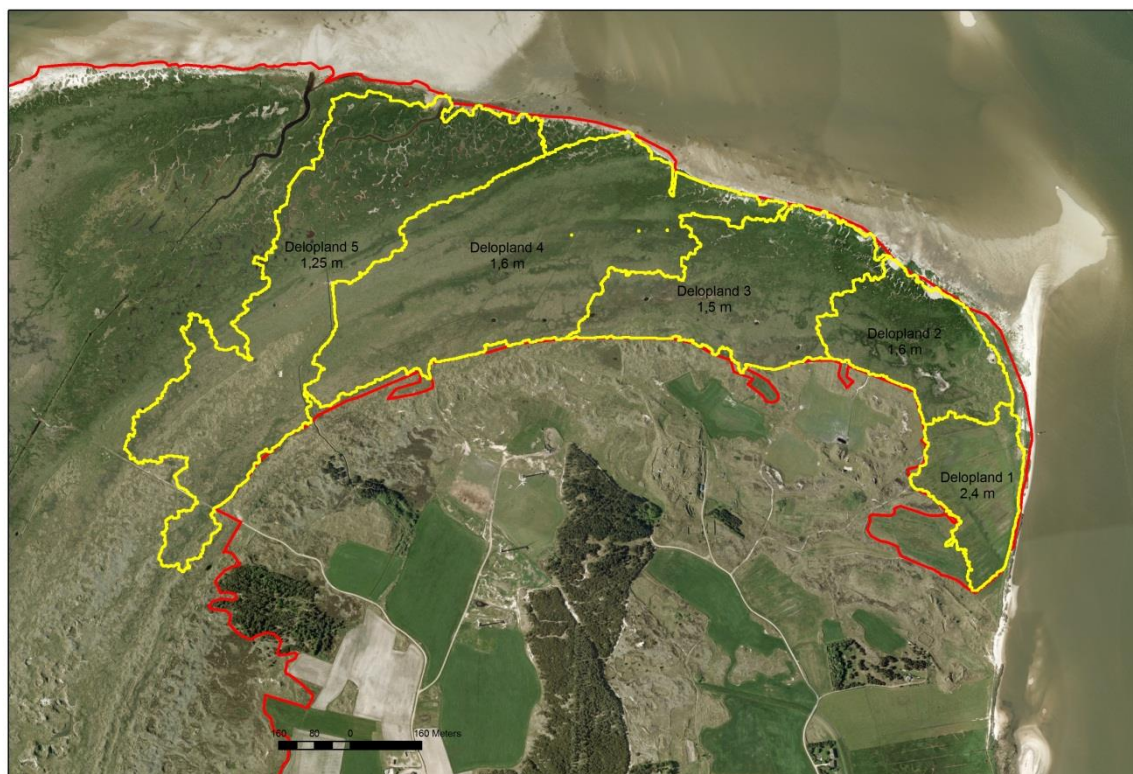 Delopland 5
1,25 m
Delopland 4
1,6 m
Delopland 3
1,5 m
Delopland 2
1,6 m
Delopland 1
2,4 m
160 80 0 160 Meters